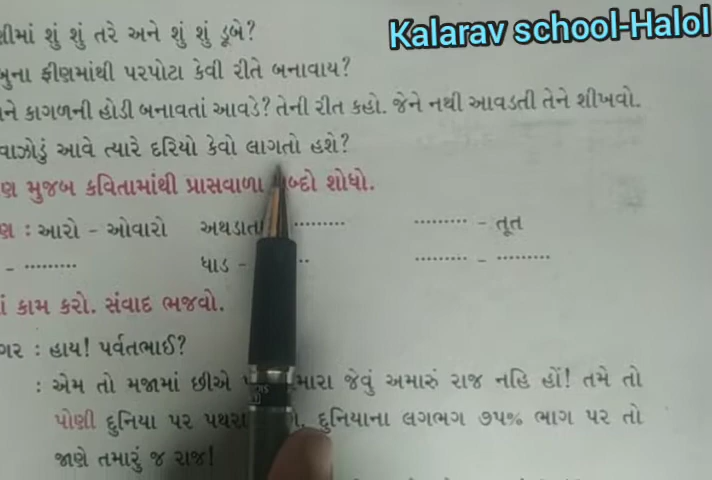 Kalarav school-Halol
શું શું તરે અને શું શું ડૂબે?
ફીણમાંથી પરપોટા કેવી રીતે બનાવાય?
કાગળની હોડી બનાવતાં આવડે? તેની રીત કહો. જેને નથી આવડતી તેને શીખવો.
આવે ત્યારે દરિયો કેવો લાગતો હશે?
મુજબ કવિતામાંથી પ્રાસવાળા શોધો.
: આરો - ઓવારો અથડાતા ......... ......... - તૂત
- ......... ધાડ - .. ......... - .........
કામ કરો. સંવાદ ભજવો.
: હાય! પર્વતભાઈ?
: એમ તો મજામાં છીએ જેવું અમારું રાજ નહિ હોં! તમે તો
પોણી દુનિયા પર દુનિયાના લગભગ ૭૫% ભાગ પર તો
જાણે તમારું જ રાજ!